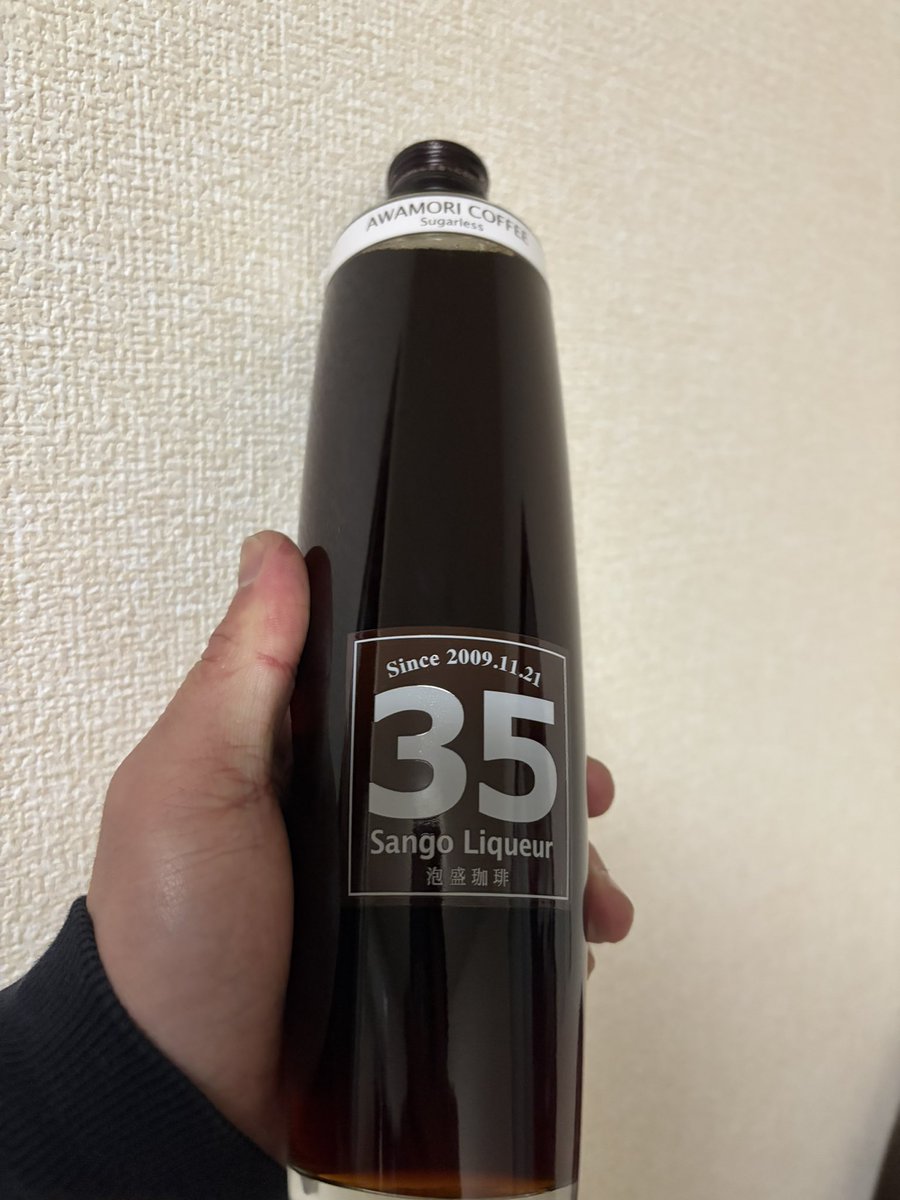 AWAMORI COFFEE
Sugarless
Since 2009.11.21
35
Sango Liqueur
泡盛珈琲